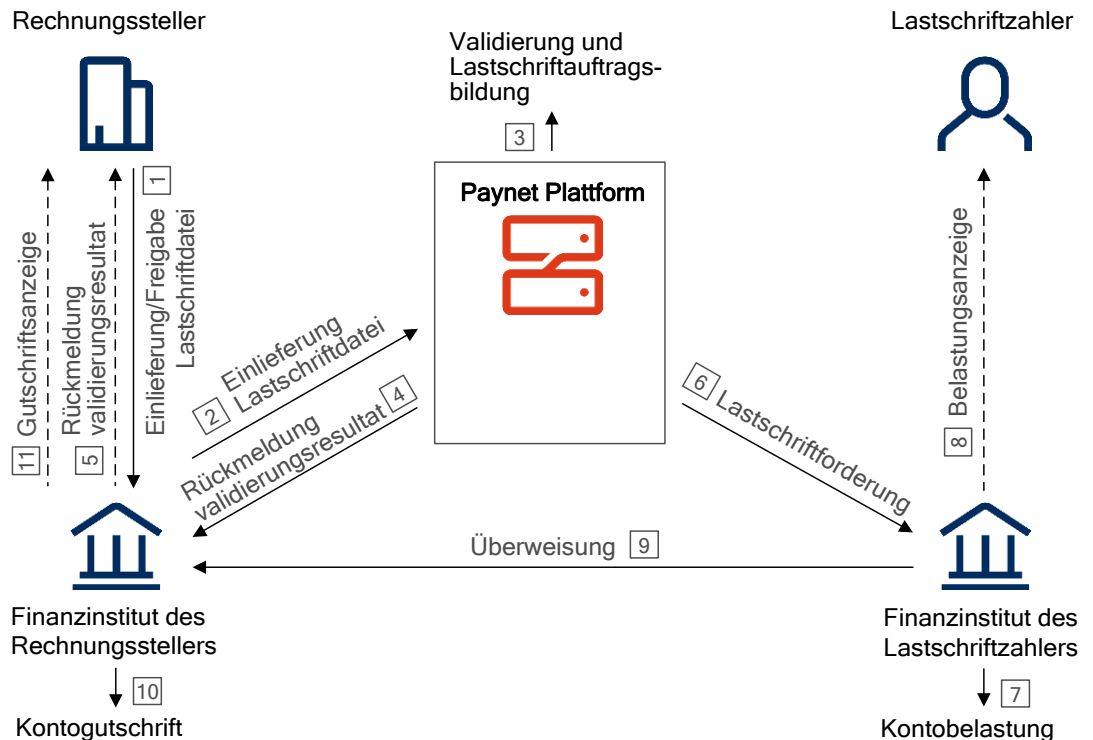 Rechnungssteller
Lastschriftzahler
Validierung und
Lastschriftauftrags-
bildung
3
Paynet Plattform
1
Einlieferung/Freigabe
Lastschriftdatei
5
Rückmeldung
validierungsresultat
11
Gutschriftsanzeige
2
Einlieferung
Lastschriftdatei
4
Rückmeldung
validierungsresultat
6
Lastschriftforderung
8
Belastungsanzeige
Überweisung
9
Finanzinstitut des
Rechnungsstellers
Finanzinstitut des
Lastschriftzahlers
10
Kontogutschrift
7
Kontobelastung